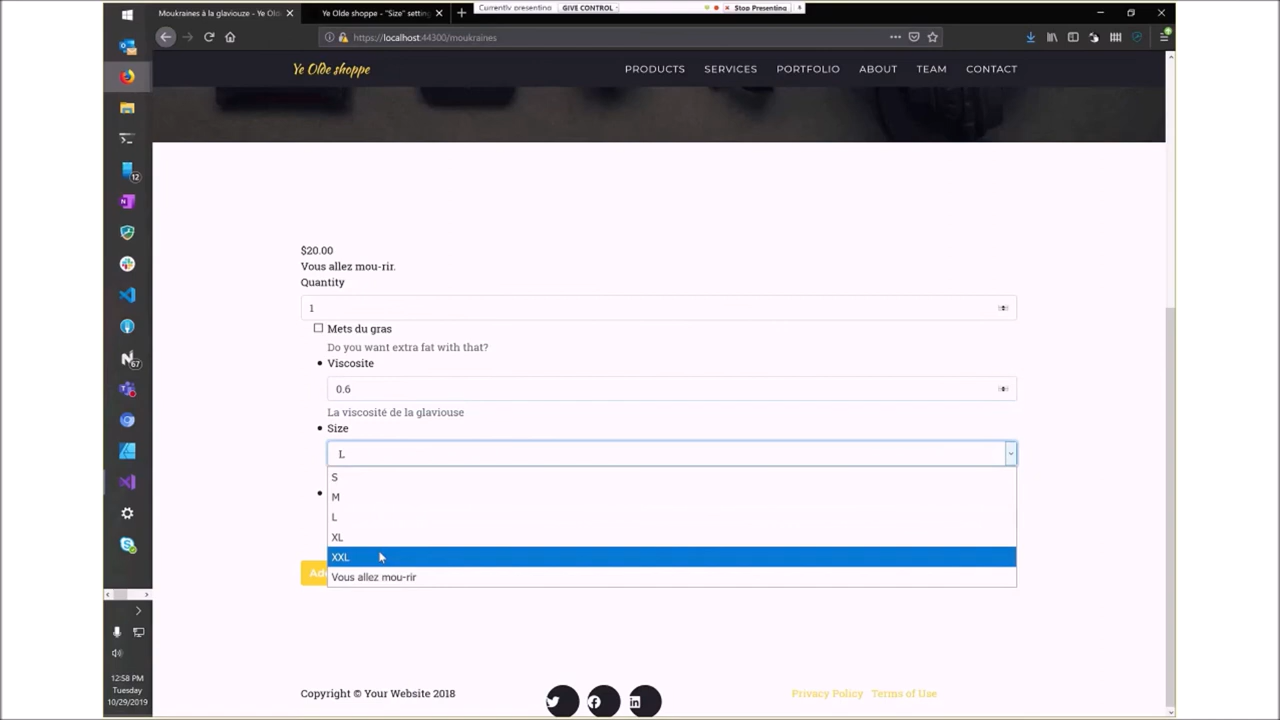 Moukraines à la glaviouze - Ye Old
Ye Olde shoppe - "Size" setting
Currently presenting
GIVE CONTROL
Stop Presenting
https://localhost:44300/moukraines
Ye Olde shoppe
PRODUCTS
SERVICES
PORTFOLIO
ABOUT
TEAM
CONTACT
$20.00
Vous allez mou-rir.
Quantity
1
Mets du gras
Do you want extra fat with that?
Viscosite
0.6
La viscosité de la glaviouse
Size
L
S
M
L
XL
XXL
Vous allez mou-rir
12
67
12:58 PM
Tuesday
10/29/2019
Copyright © Your Website 2018
Privacy Policy
Terms of Use